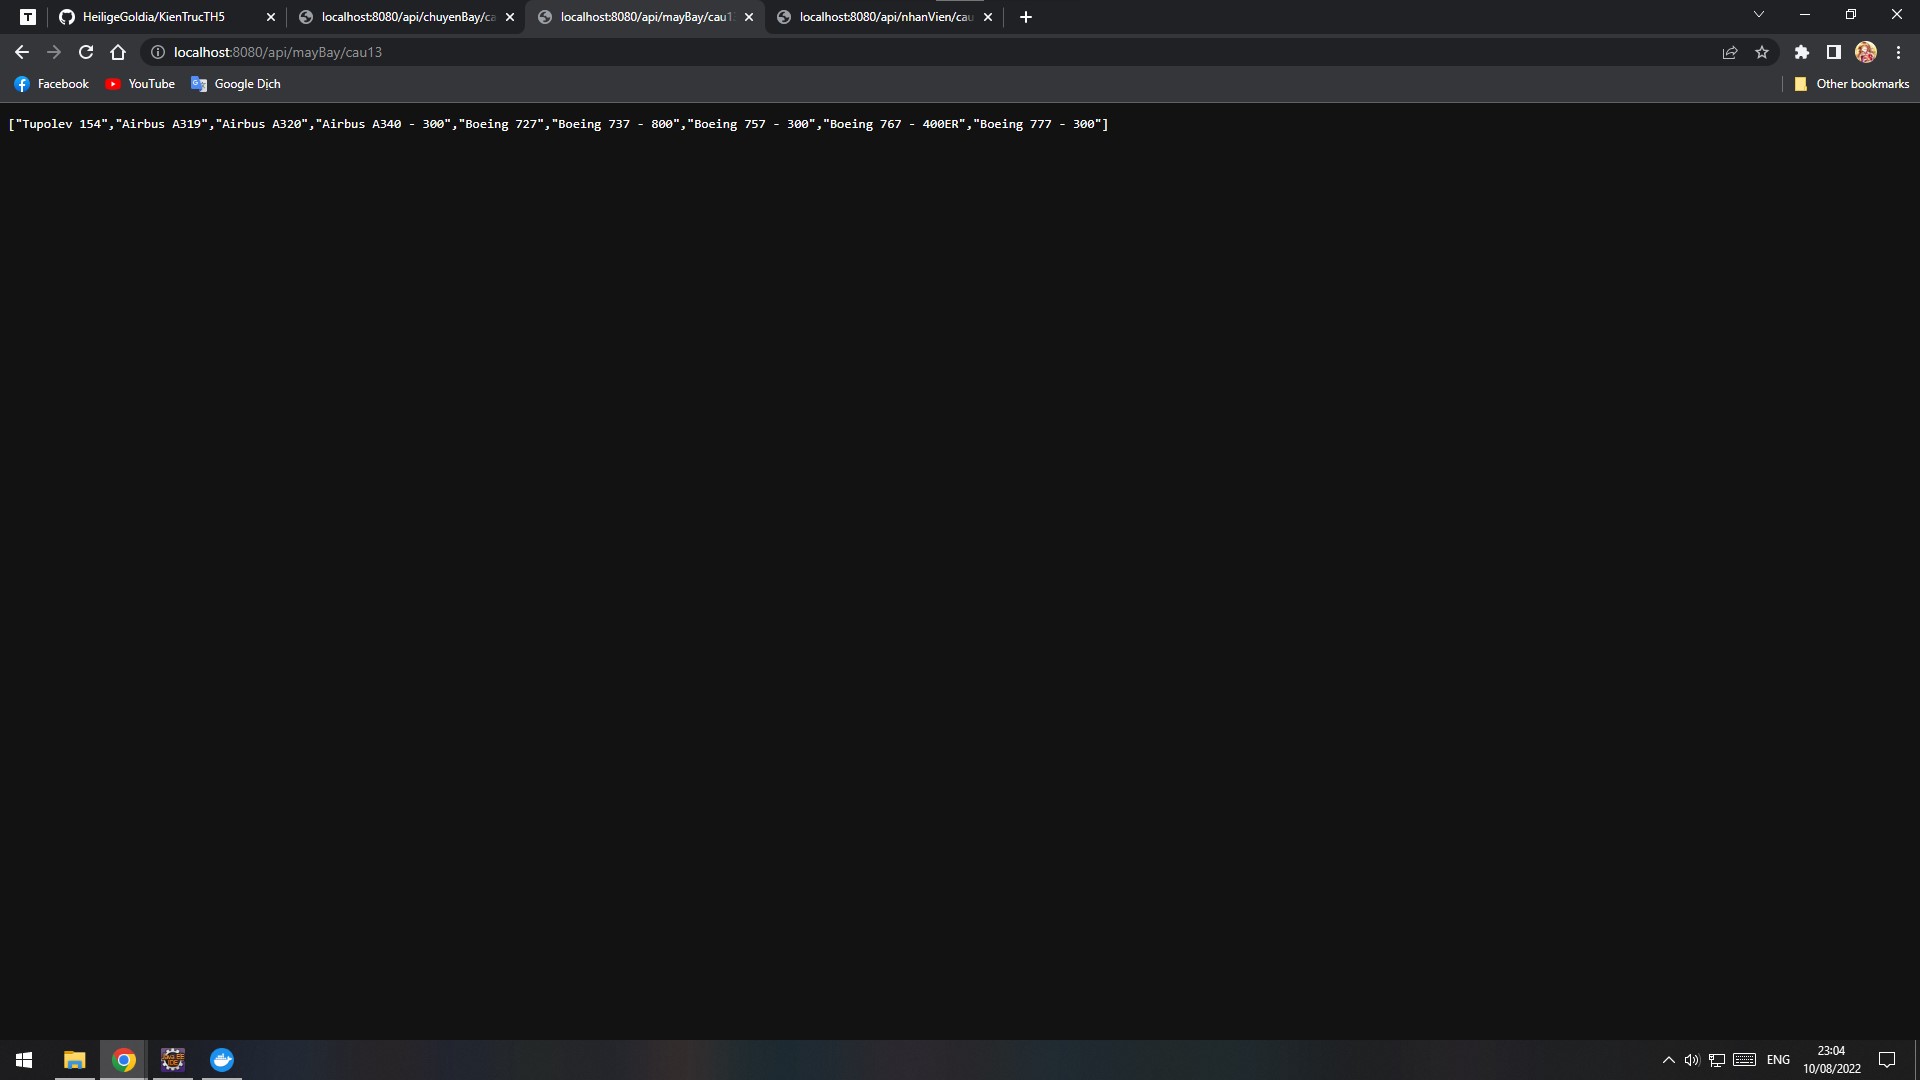 T
HeiligeGoldia/KienTrucTH5
localhost:8080/api/chuyenBay/ca
localhost:8080/api/mayBay/cau1
localhost:8080/api/nhanVien/cau
localhost:8080/api/mayBay/cau13
Facebook
YouTube
Google Dịch
Other bookmarks
["Tupolev 154","Airbus A319","Airbus A320","Airbus A340 - 300","Boeing 727","Boeing 737 - 800","Boeing 757 - 300","Boeing 767 - 400ER","Boeing 777 - 300"]
ENG
23:04
10/08/2022